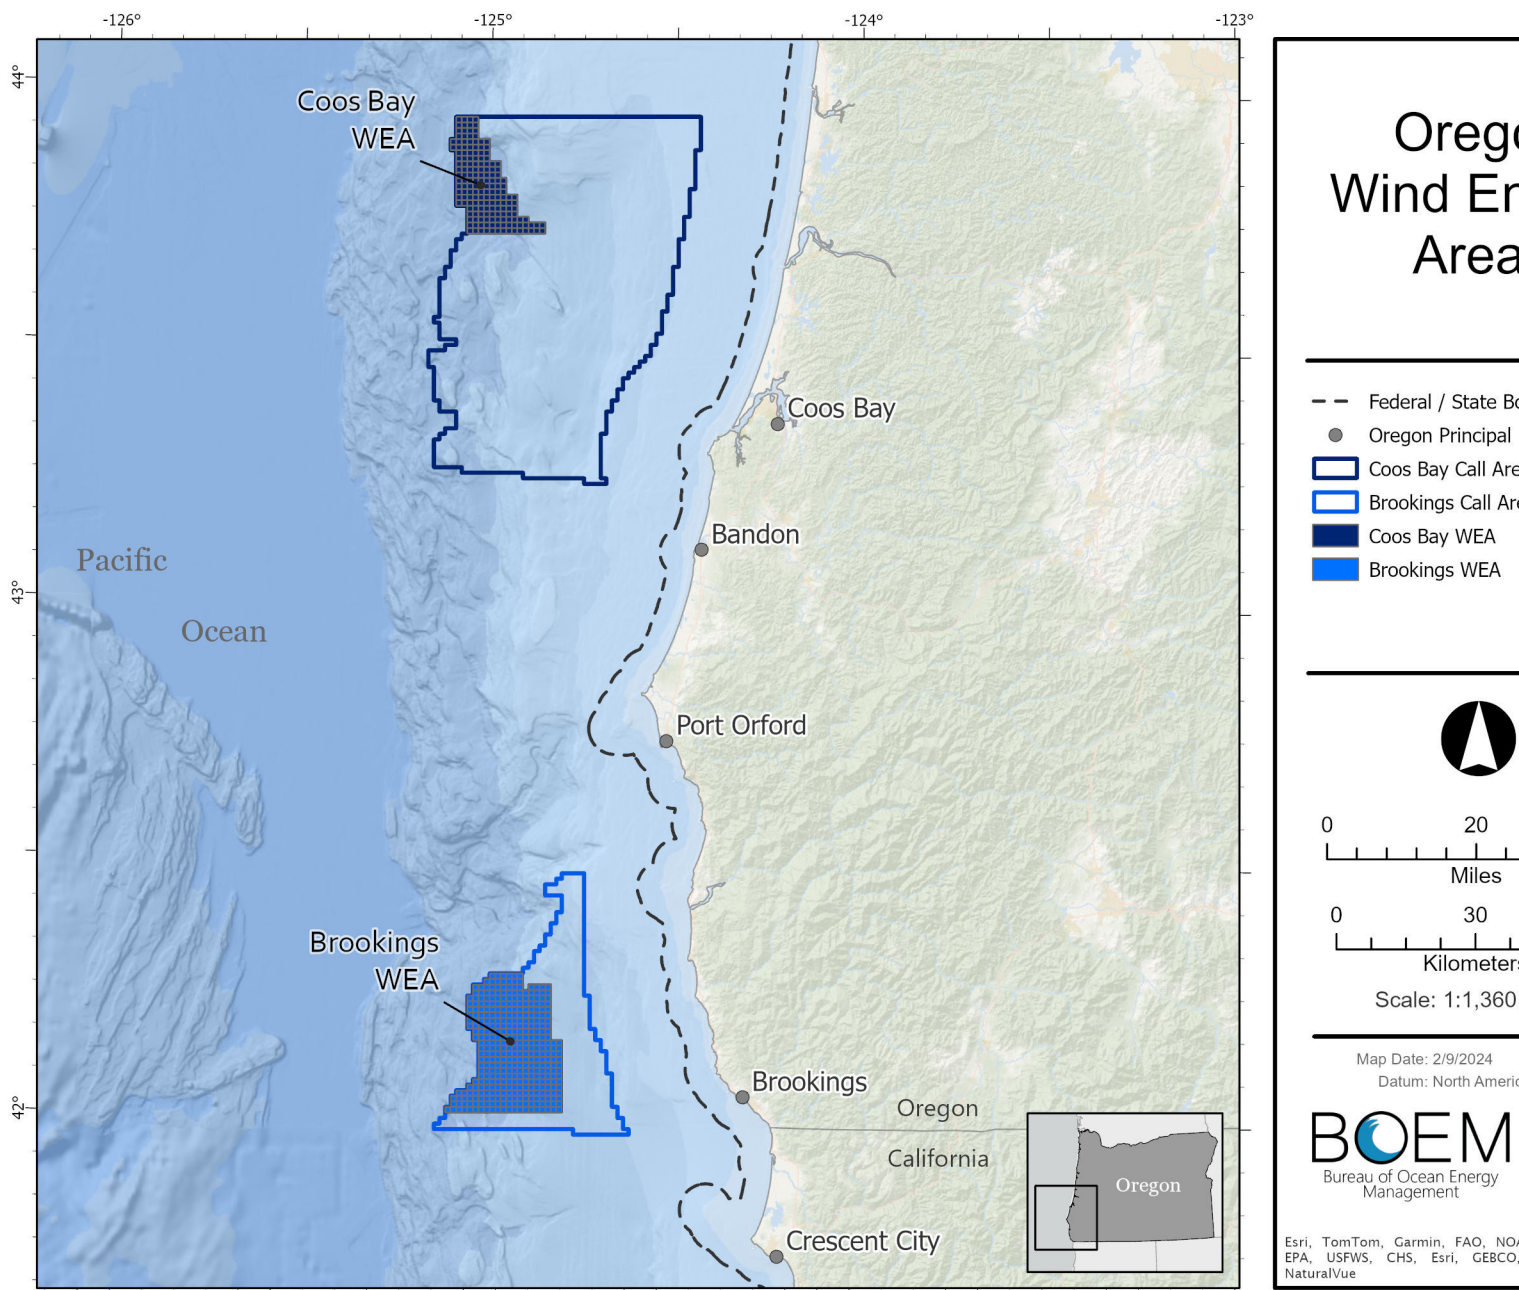 -126°
-125°
-124°
-123°
44°
43°
42°
Coos Bay
WEA
Coos Bay
Bandon
Pacific
Ocean
Port Orford
Brookings
WEA
Brookings
Oregon
California
Crescent City
Oregon
Orego
Wind En
Area
Federal / State Bo
Oregon Principal
Coos Bay Call Are
Brookings Call Are
Coos Bay WEA
Brookings WEA
0 20
Miles
0 30
Kilometers
Scale: 1:1,360
Map Date: 2/9/2024
Datum: North Americ
BOEM
Bureau of Ocean Energy
Management
Esri, TomTom, Garmin, FAO, NOA
EPA, USFWS, CHS, Esri, GEBCO,
NaturalVue